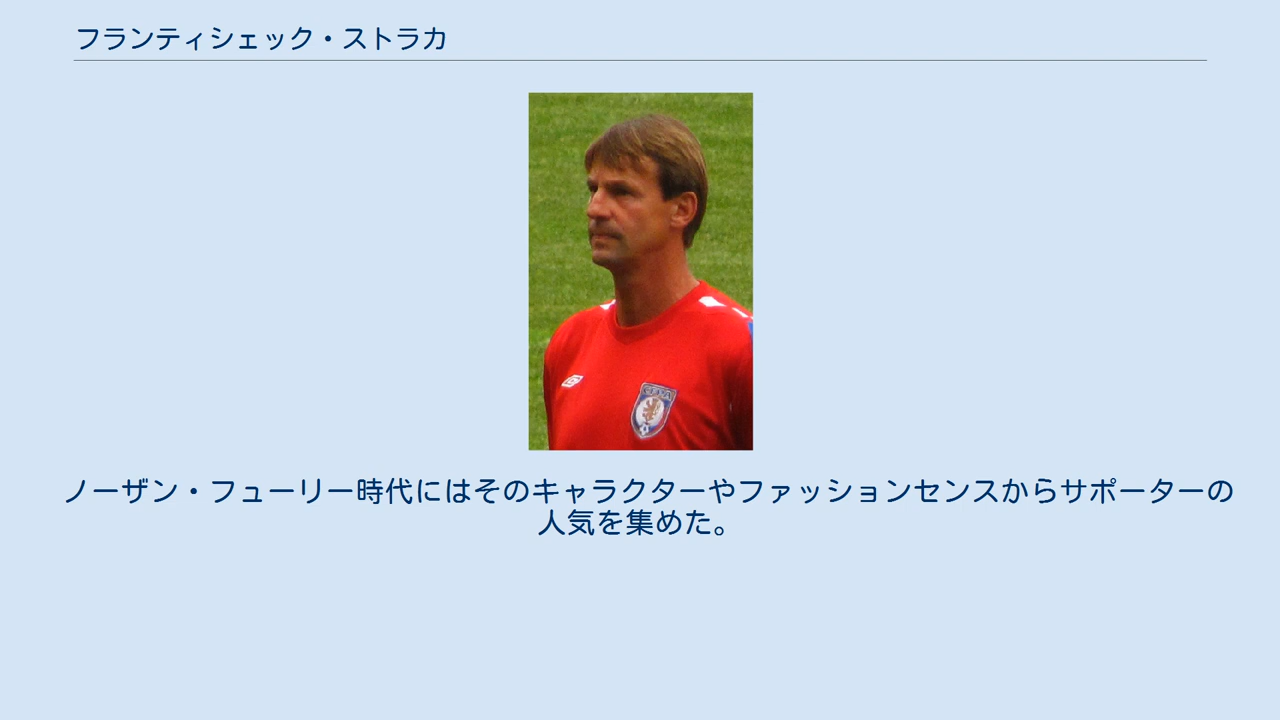 フランティシェック・ストラカ
ノーザン・フューリー時代にはそのキャラクターやファッションセンスからサポーターの
人気を集めた。